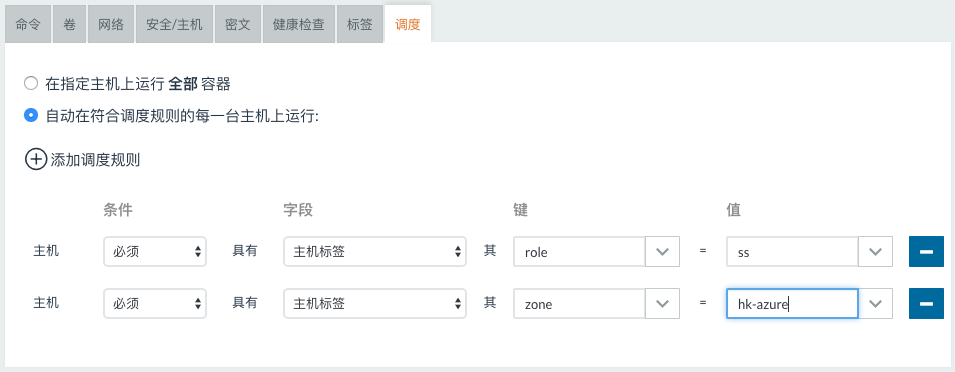 命令 卷 网络 安全/主机 密文 健康检查 标签 调度
在指定主机上运行 全部 容器
自动在符合调度规则的每一台主机上运行:
添加调度规则
条件 字段 键 值
主机 必须 具有 主机标签 其 role = ss
主机 必须 具有 主机标签 其 zone = hk-azure